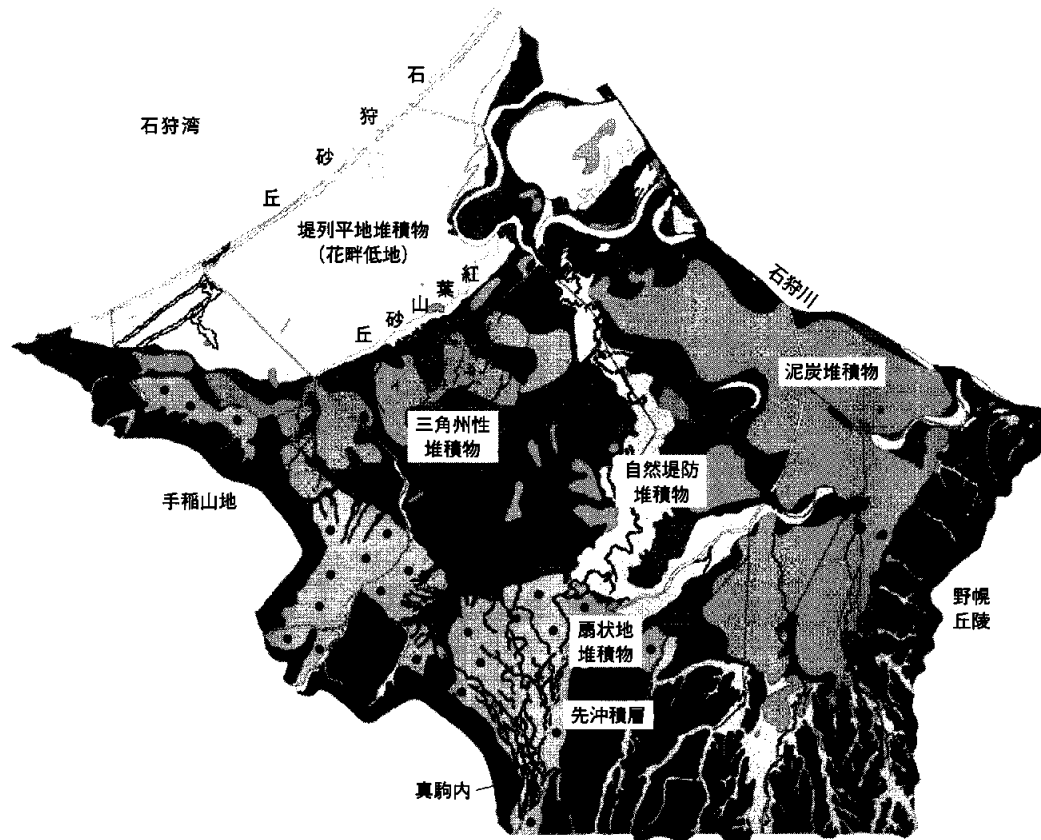 石狩湾
石狩砂丘
堤列平地堆積物
(花畔低地)
紅葉山砂丘
石狩川
泥炭堆積物
三角州性
堆積物
自然堤防
堆積物
手稲山地
野幌
丘陵
扇状地
堆積物
先沖積層
真駒内